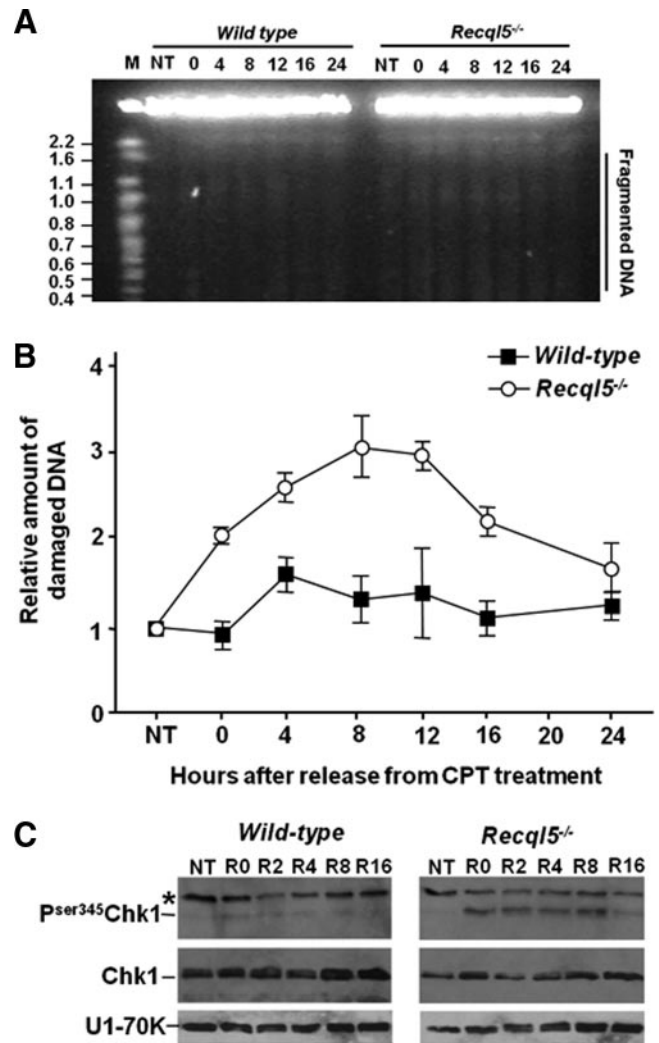 A
Wild type
Recql5-/-
M NT 0 4 8 12 16 24 NT 0 4 8 12 16 24
2.2
1.6
1.1
1.0
0.8
0.7
0.6
0.5
0.4
Fragmented DNA
B
Wild-type
Recql5-/-
Relative amount of damaged DNA
4
3
2
1
0
NT 0 4 8 12 16 20 24
Hours after release from CPT treatment
C
Wild-type
Recql5-/-
NT R0 R2 R4 R8 R16 NT R0 R2 R4 R8 R16
*
Pser345Chk1
Chk1
U1-70K